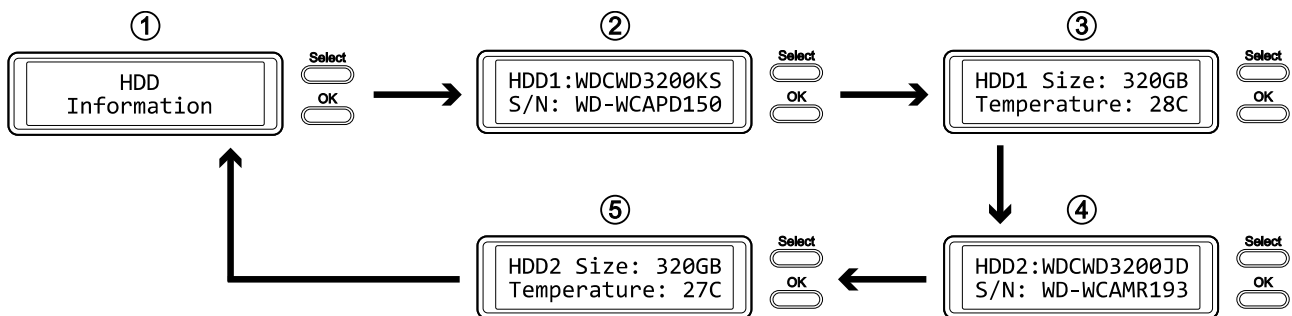 ①
HDD
Information
Select
OK
②
HDD1:WDCWD3200KS
S/N: WD-WCAPD150
Select
OK
③
HDD1 Size: 320GB
Temperature: 28C
Select
OK
④
HDD2:WDCWD3200JD
S/N: WD-WCAMR193
Select
OK
⑤
HDD2 Size: 320GB
Temperature: 27C
Select
OK